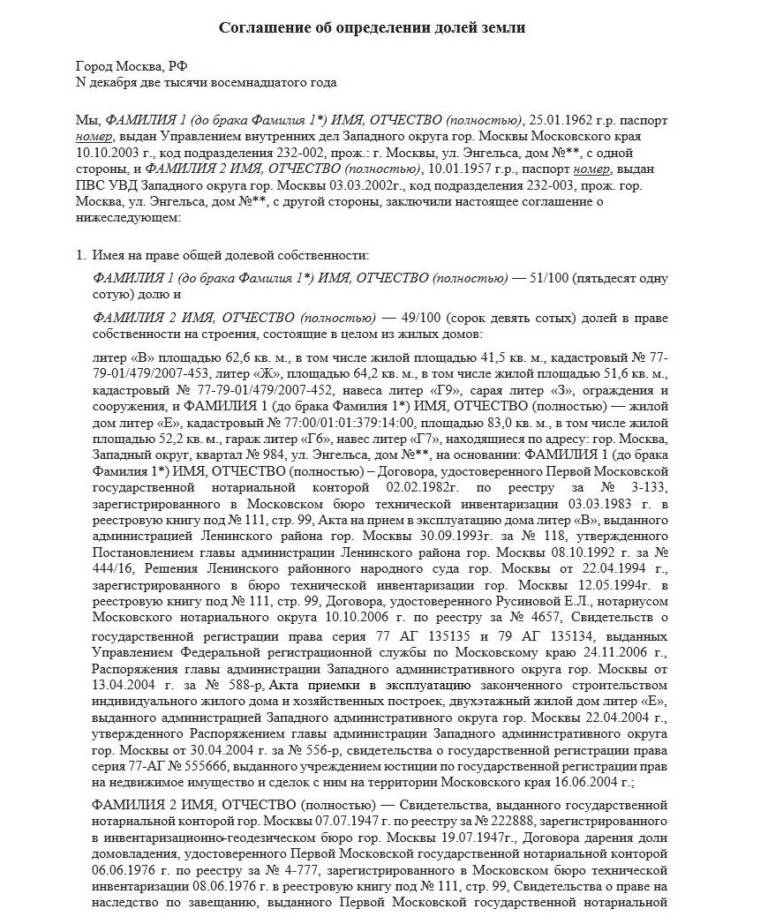 Соглашение об определении долей земли
Город Москва, РФ
N декабря две тысячи восемнадцатого года
Мы, ФАМИЛИЯ 1 (до брака Фамилия 1*) ИМЯ, ОТЧЕСТВО (полностью), 25.01.1962 г.р. паспорт
номер, выдан Управлением внутренних дел Западного округа гор. Москвы Московского края
10.10.2003 г., код подразделения 232-002, прож.: г. Москвы, ул. Энгельса, дом №**, с одной
стороны, и ФАМИЛИЯ 2 ИМЯ, ОТЧЕСТВО (полностью), 10.01.1957 г.р., паспорт номер, выдан
ПВС УВД Западного округа гор. Москвы 03.03.2002г., код подразделения 232-003, прож. гор.
Москва, ул. Энгельса, дом №**, с другой стороны, заключили настоящее соглашение о
нижеследующем:
1. Имея на праве общей долевой собственности:
ФАМИЛИЯ 1 (до брака Фамилия 1*) ИМЯ, ОТЧЕСТВО (полностью) — 51/100 (пятьдесят одну
сотую) долю и
ФАМИЛИЯ 2 ИМЯ, ОТЧЕСТВО (полностью) — 49/100 (сорок девять сотых) долей в праве
собственности на строения, состоящие в целом из жилых домов:
литер «В» площадью 62,6 кв. м., в том числе жилой площадью 41,5 кв. м., кадастровый № 77-
79-01/479/2007-453, литер «Ж», площадью 64,2 кв. м., в том числе жилой площадью 51,6 кв. м.,
кадастровый № 77-79-01/479/2007-452, навеса литер «Г9», сарая литер «З», ограждения и
сооружения, и ФАМИЛИЯ 1 (до брака Фамилия 1*) ИМЯ, ОТЧЕСТВО (полностью) — жилой
дом литер «Е», кадастровый № 77:00/01:01:379:14:00, площадью 83,0 кв. м., в том числе жилой
площадью 52,2 кв. м., гараж литер «Г6», навес литер «Г7», находящиеся по адресу: гор. Москва,
Западный округ, квартал № 984, ул. Энгельса, дом №**, на основании: ФАМИЛИЯ 1 (до брака
Фамилия 1*) ИМЯ, ОТЧЕСТВО (полностью) – Договора, удостоверенного Первой Московской
государственной нотариальной конторой 02.02.1982г. по реестру за № 3-133,
зарегистрированного в Московском бюро технической инвентаризации 03.03.1983 г. в
реестровую книгу под № 111, стр. 99, Акта на прием в эксплуатацию дома литер «В», выданного
администрацией Ленинского района гор. Москвы 30.09.1993г. за № 118, утвержденного
Постановлением главы администрации Ленинского района гор. Москвы 08.10.1992 г. за №
444/16, Решения Ленинского районного народного суда гор. Москвы от 22.04.1994 г.,
зарегистрированного в бюро технической инвентаризации гор. Москвы 12.05.1994г. в
реестровую книгу под № 111, стр. 99, Договора, удостоверенного Русиновой Е.Л., нотариусом
Московского нотариального округа 10.10.2006 г. по реестру за № 4657, Свидетельств о
государственной регистрации права серия 77 АГ 135135 и 79 АГ 135134, выданных
Управлением Федеральной регистрационной службы по Московскому краю 24.11.2006 г.,
Распоряжения главы администрации Западного административного округа гор. Москвы от
13.04.2004 г. за № 588-р, Акта приемки в эксплуатацию законченного строительством
индивидуального жилого дома и хозяйственных построек, двухэтажный жилой дом литер «Е»,
выданного администрацией Западного административного округа гор. Москвы 22.04.2004 г.,
утвержденного Распоряжением главы администрации Западного административного округа
гор. Москвы от 30.04.2004 г. за № 556-р, свидетельства о государственной регистрации права
серия 77-АГ № 555666, выданного учреждением юстиции по государственной регистрации прав
на недвижимое имущество и сделок с ним на территории Московского края 16.06.2004 г.;
ФАМИЛИЯ 2 ИМЯ, ОТЧЕСТВО (полностью) — Свидетельства, выданного государственной
нотариальной конторой гор. Москвы 07.07.1947 г. по реестру за № 222888, зарегистрированного
в инвентаризационно-геодезическом бюро гор. Москвы 19.07.1947г., Договора дарения доли
домовладения, удостоверенного Первой Московской государственной нотариальной конторой
06.06.1976 г. по реестру за № 4-777, зарегистрированного в Московском бюро технической
инвентаризации 08.06.1976 г. в реестровую книгу под № 111, стр. 99, Свидетельства о праве на
наследство по завещанию, выданного Первой Московской государственной нотариальной